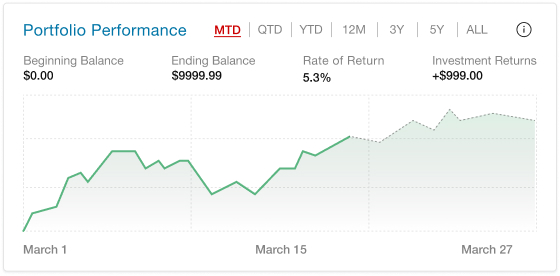 Portfolio Performance MTD QTD YTD 12M 3Y 5Y ALL
Beginning Balance Ending Balance Rate of Return Investment Returns
$0.00 $9999.99 5.3% +$999.00
March 1 March 15 March 27